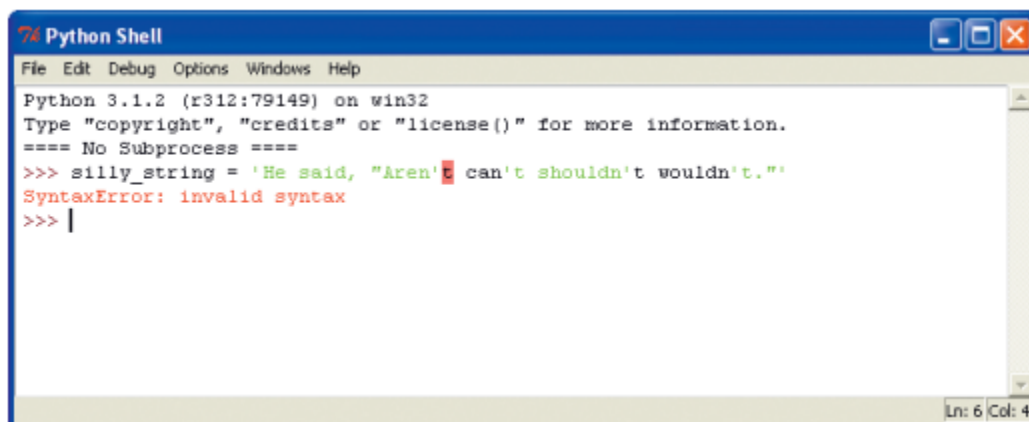 Python Shell
File Edit Debug Options Windows Help
Python 3.1.2 (r312:79149) on win32
Type "copyright", "credits" or "license()" for more information.
==== No Subprocess ====
>>> silly_string = 'He said, "Aren't can't shouldn't wouldn't."'
SyntaxError: invalid syntax
>>>
Ln: 6 Col: 4